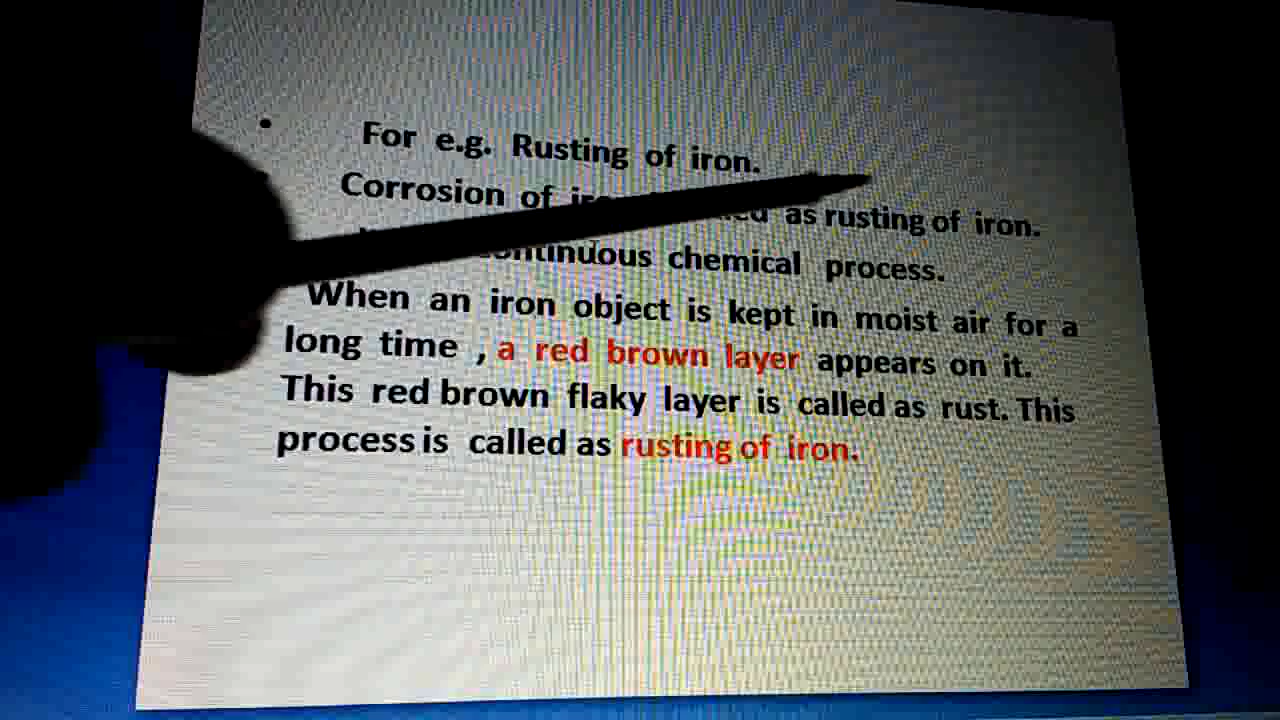 • For e.g. Rusting of iron.
Corrosion of as rusting of iron.
continuous chemical process.
When an iron object is kept in moist air for a
long time , a red brown layer appears on it.
This red brown flaky layer is called as rust. This
process is called as rusting of iron.